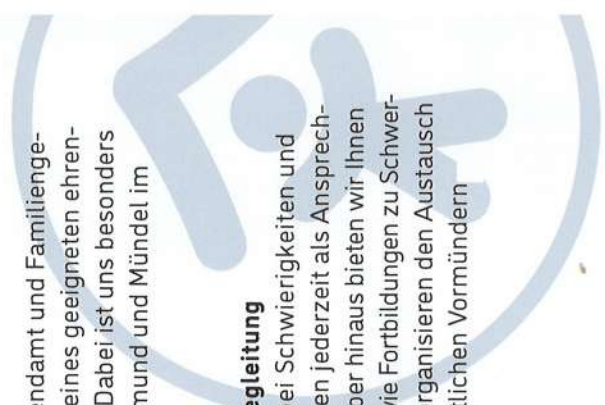 endamt und Familienge-
eines geeigneten ehren-
Dabei ist uns besonders
mund und Mündel im
egleitung
ei Schwierigkeiten und
en jederzeit als Ansprech-
ber hinaus bieten wir Ihnen
vie Fortbildungen zu Schwer-
rganisieren den Austausch
tlichen Vormündern